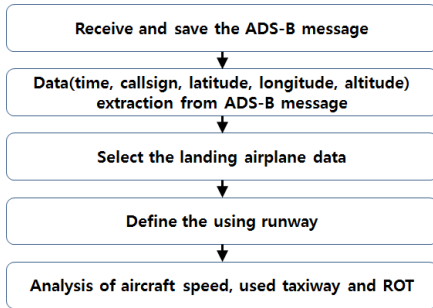 Receive and save the ADS-B message
Data(time, callsign, latitude, longitude, altitude)
extraction from ADS-B message
Select the landing airplane data
Define the using runway
Analysis of aircraft speed, used taxiway and ROT